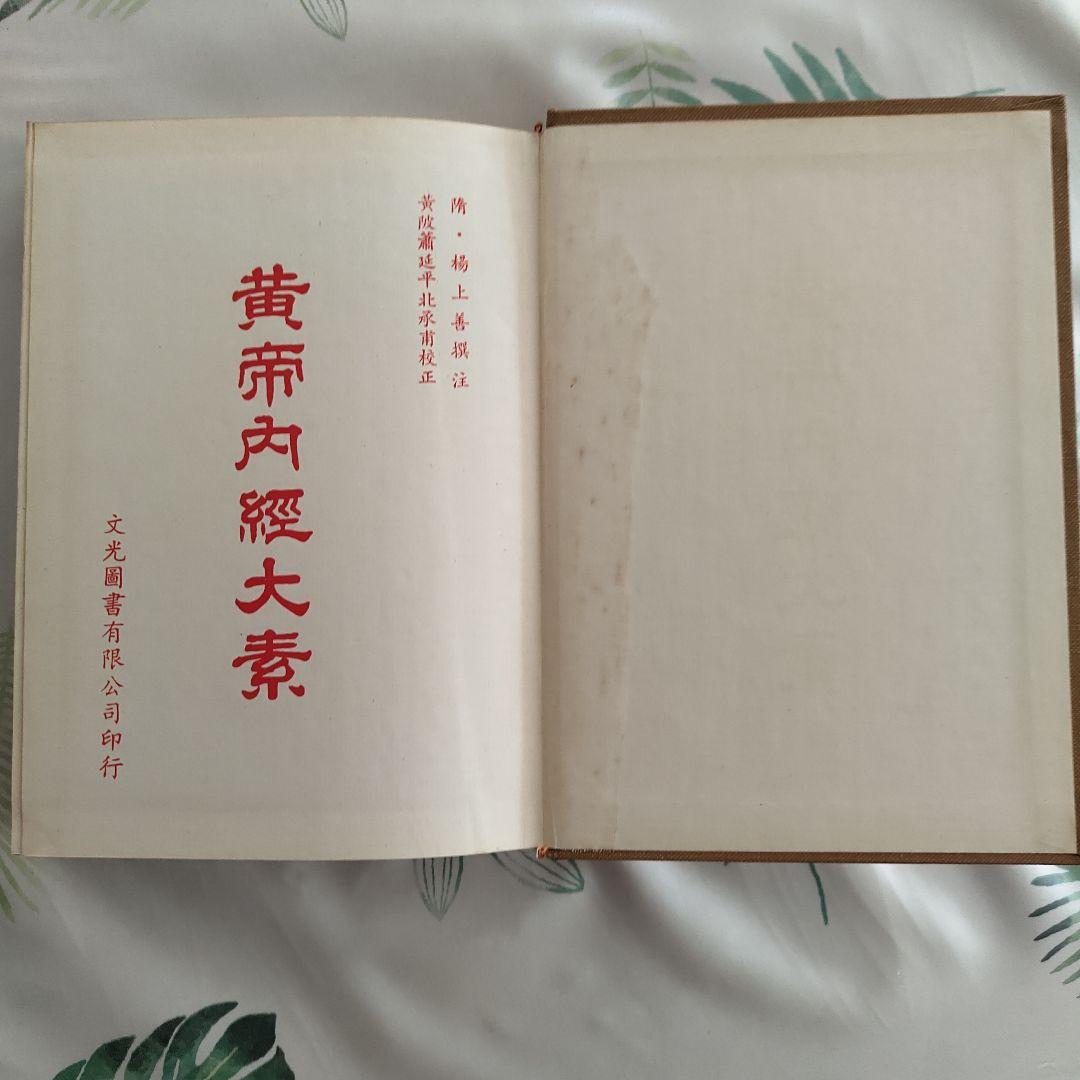 隋・楊上善撰注
黃陂蕭延平北承甫校正
黃帝內經大素
文光圖書有限公司印行